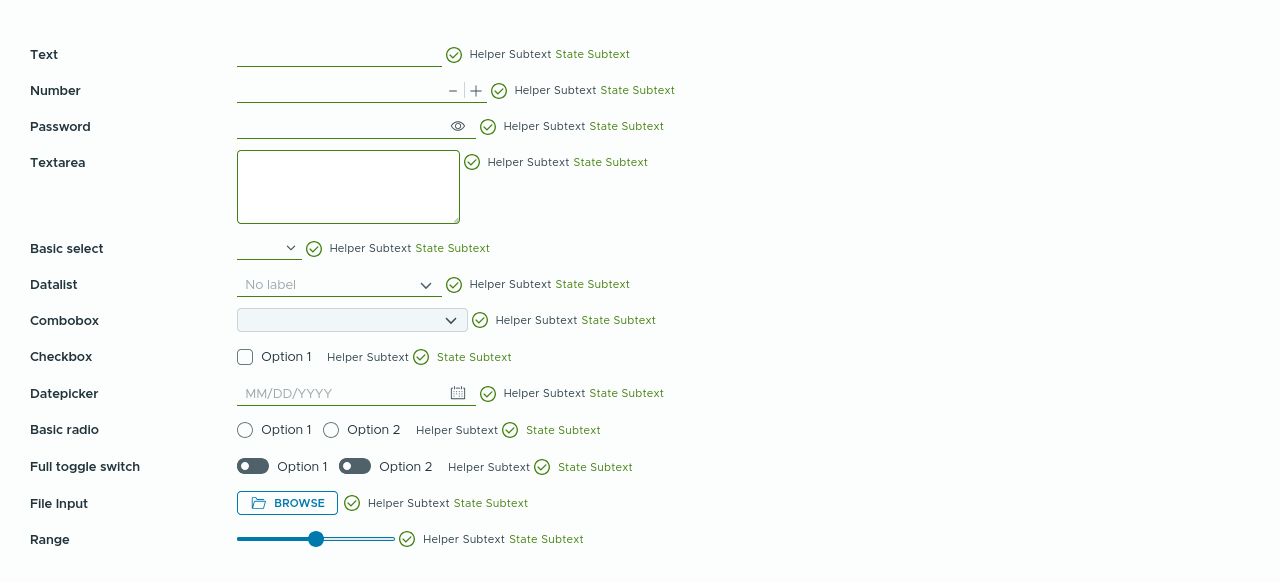 Text Helper Subtext State Subtext
Number Helper Subtext State Subtext
Password Helper Subtext State Subtext
Textarea Helper Subtext State Subtext
Basic select Helper Subtext State Subtext
Datalist No label Helper Subtext State Subtext
Combobox Helper Subtext State Subtext
Checkbox Option 1 Helper Subtext State Subtext
Datepicker MM/DD/YYYY Helper Subtext State Subtext
Basic radio Option 1 Option 2 Helper Subtext State Subtext
Full toggle switch Option 1 Option 2 Helper Subtext State Subtext
File Input BROWSE Helper Subtext State Subtext
Range Helper Subtext State Subtext